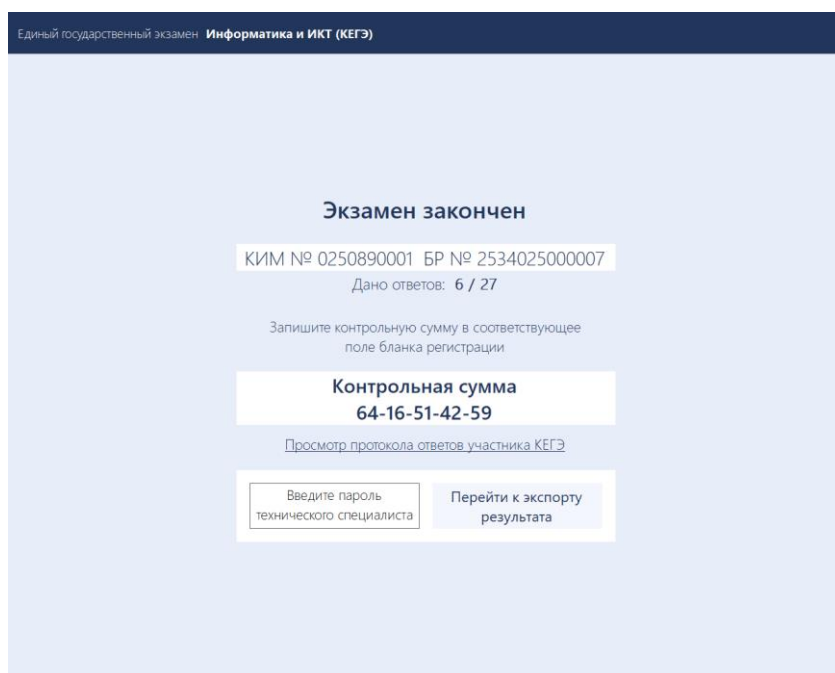 Единый государственный экзамен Информатика и ИКТ (КЕГЭ)
Экзамен закончен
КИМ № 0250890001 БР № 2534025000007
Дано ответов: 6 / 27
Запишите контрольную сумму в соответствующее
поле бланка регистрации
Контрольная сумма
64-16-51-42-59
Просмотр протокола ответов участника КЕГЭ
Введите пароль
технического специалиста
Перейти к экспорту
результата